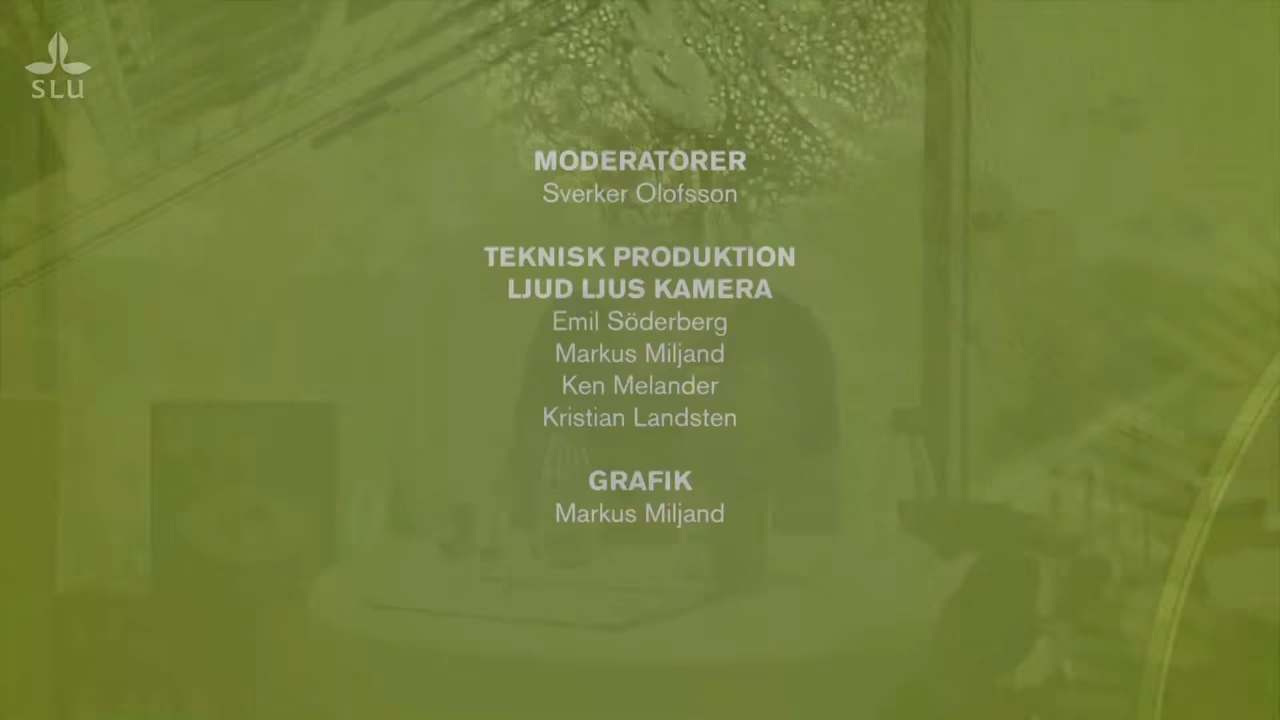 SLU
MODERATORER
Sverker Olofsson
TEKNISK PRODUKTION
LJUD LJUS KAMERA
Emil Söderberg
Markus Miljand
Ken Melander
Kristian Landsten
GRAFIK
Markus Miljand